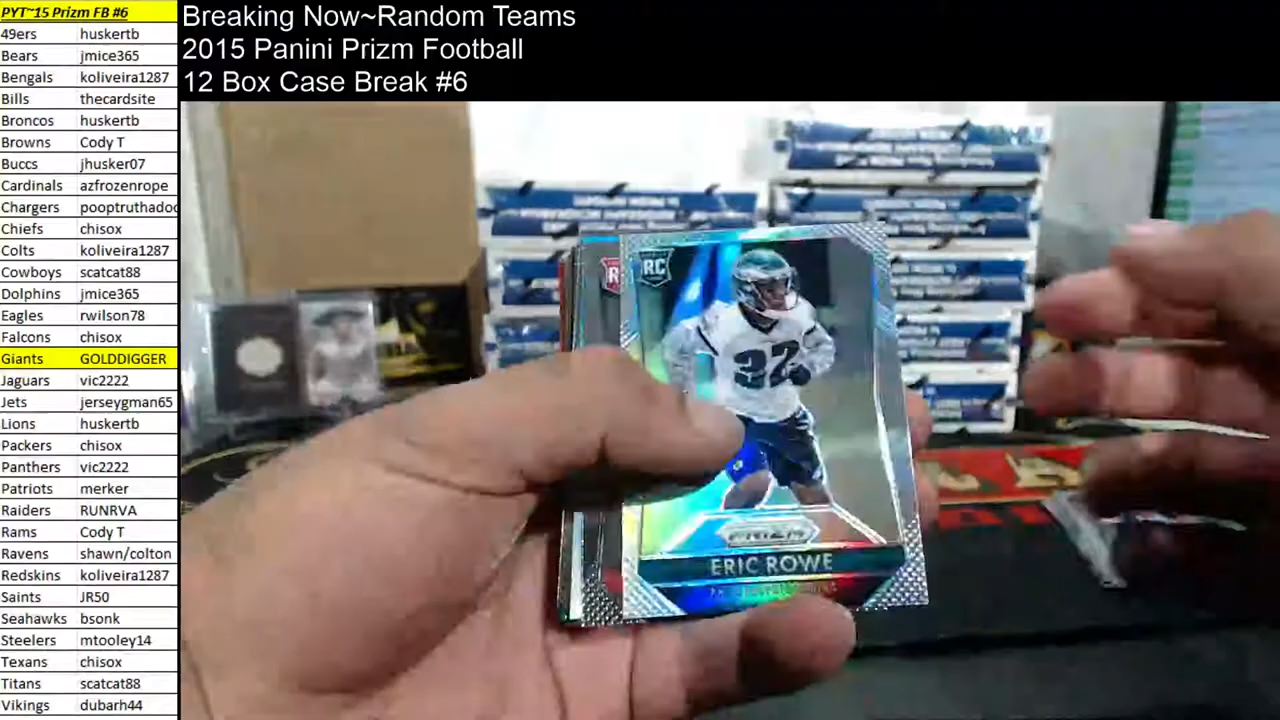 PYT~15 Prizm FB #6
49ers huskertb
Bears jmice365
Bengals koliveira1287
Bills thecardsite
Broncos huskertb
Browns Cody T
Buccs jhusker07
Cardinals azfrozenrope
Chargers pooptruthadoo
Chiefs chisox
Colts koliveira1287
Cowboys scatcat88
Dolphins jmice365
Eagles rwilson78
Falcons chisox
Giants GOLDDIGGER
Jaguars vic2222
Jets jerseygman65
Lions huskertb
Packers chisox
Panthers vic2222
Patriots merker
Raiders RUNRVA
Rams Cody T
Ravens shawn/colton
Redskins koliveira1287
Saints JR50
Seahawks bsonk
Steelers mtooley14
Texans chisox
Titans scatcat88
Vikings dubarh44
Breaking Now~Random Teams
2015 Panini Prizm Football
12 Box Case Break #6
RC
32
PRIZM
ERIC ROWE